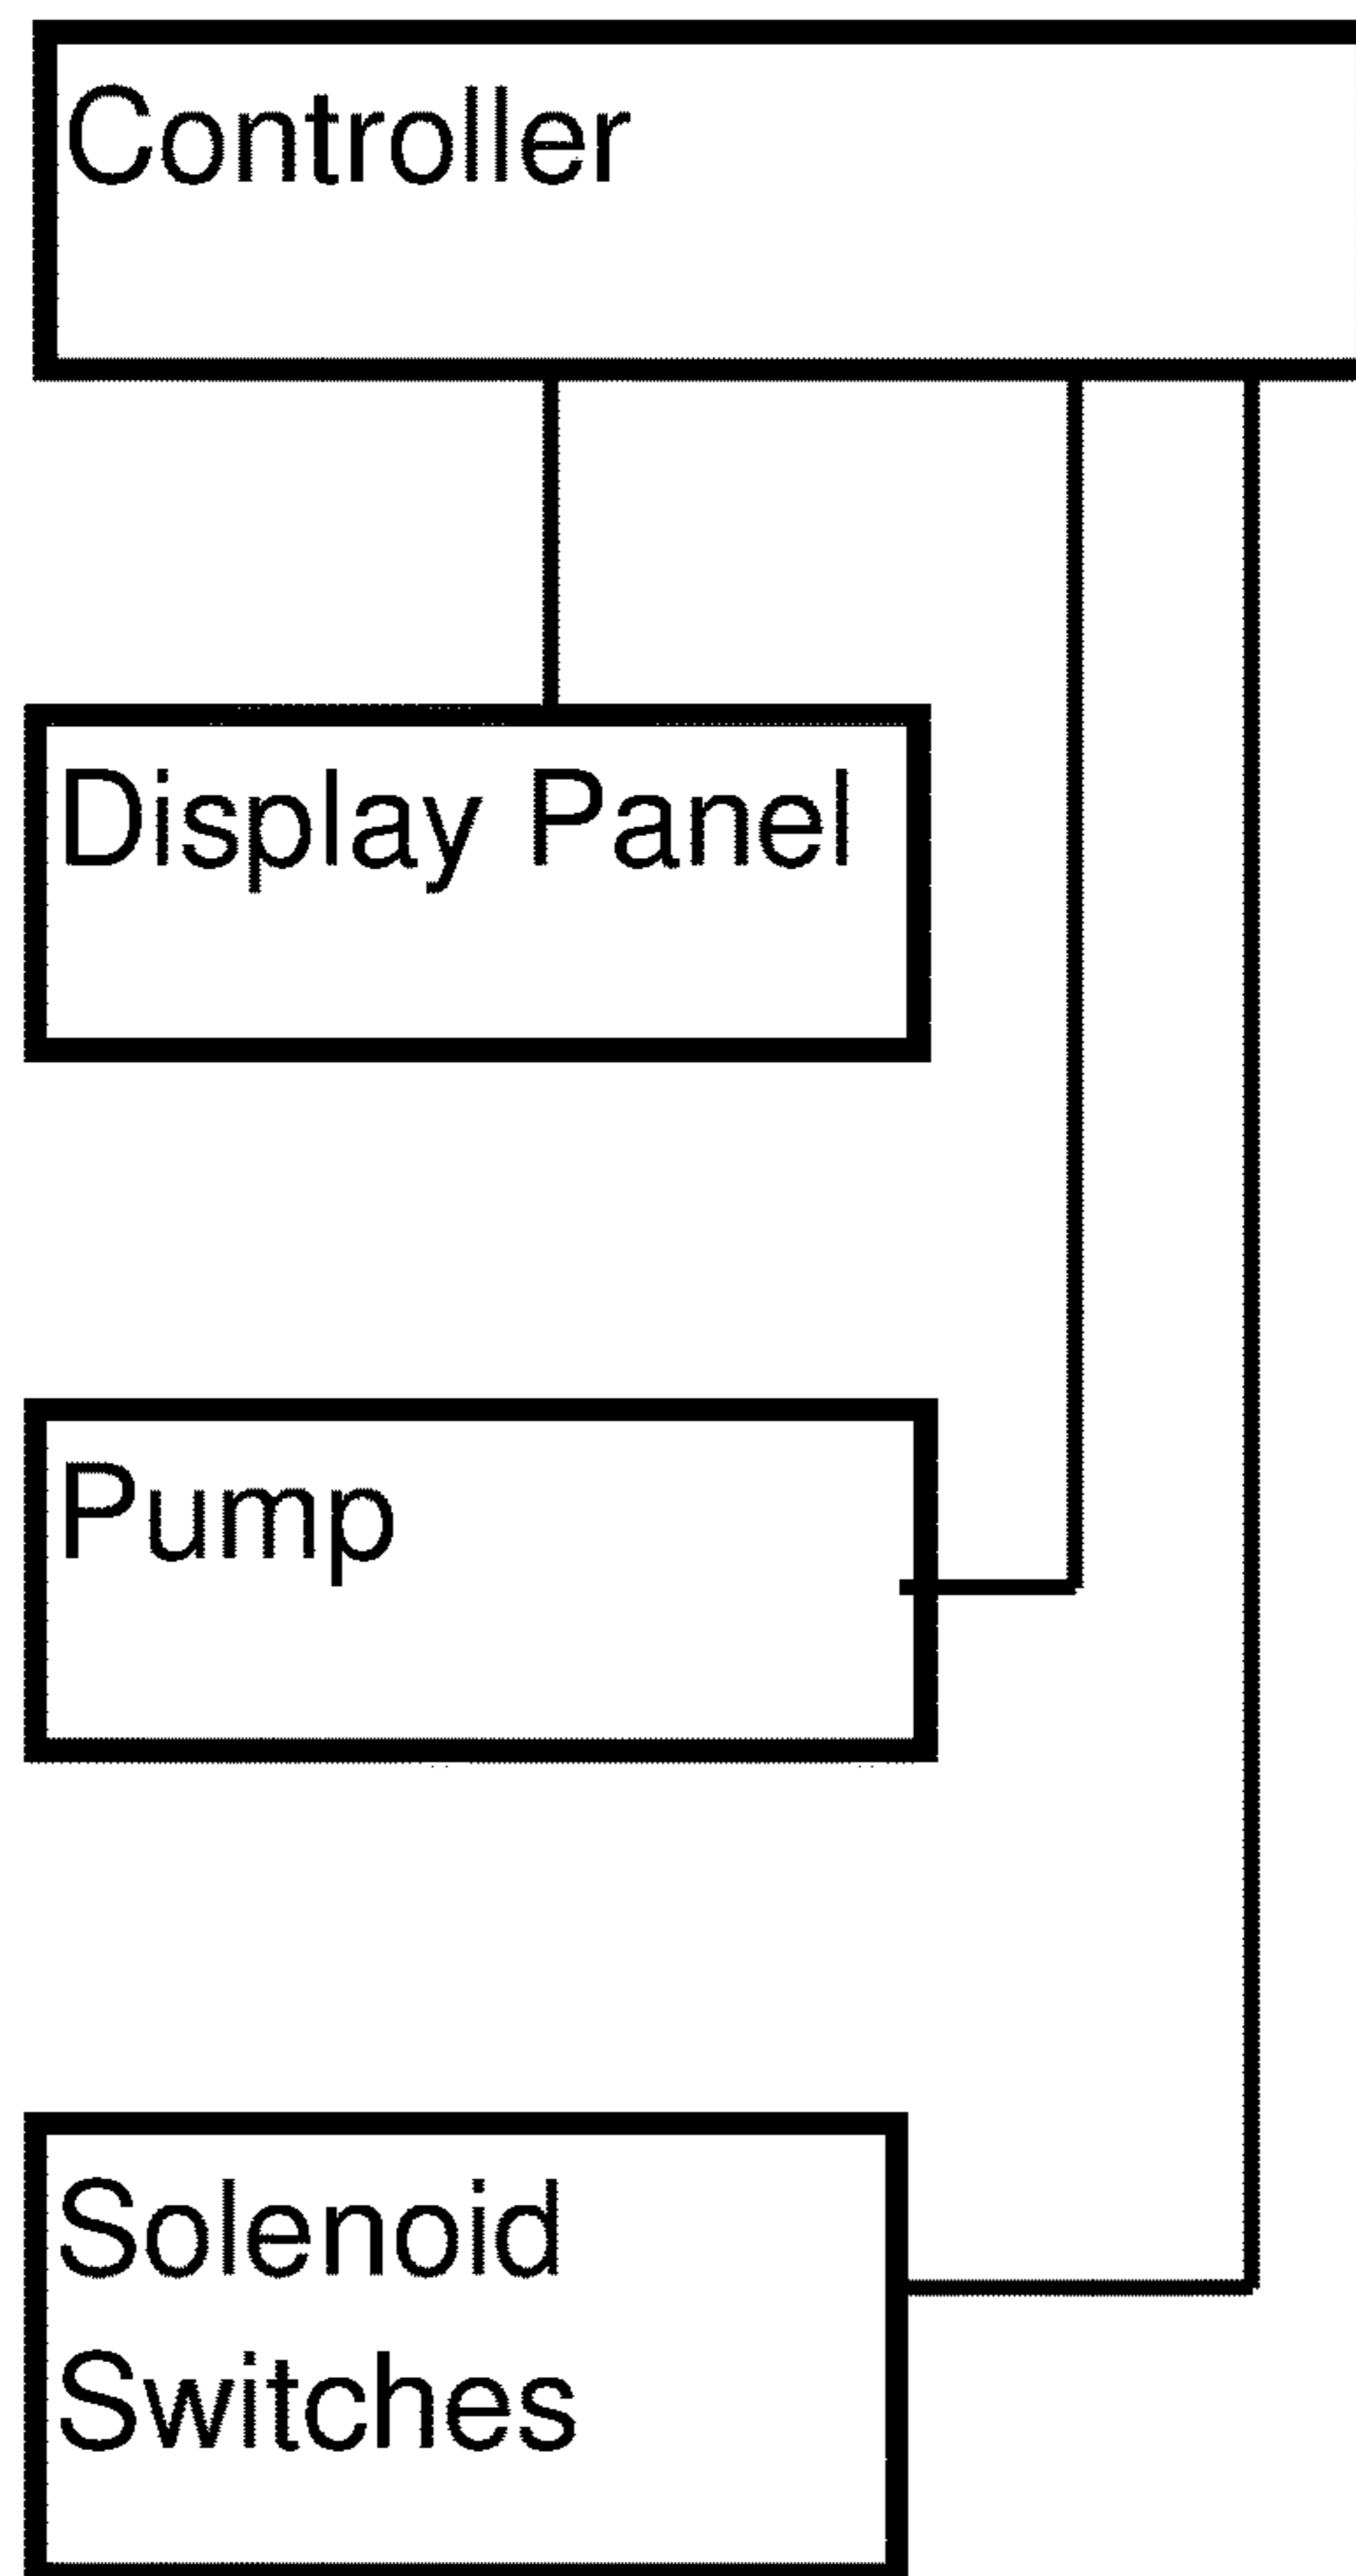 Controller
Display Panel
Pump
Solenoid
Switches